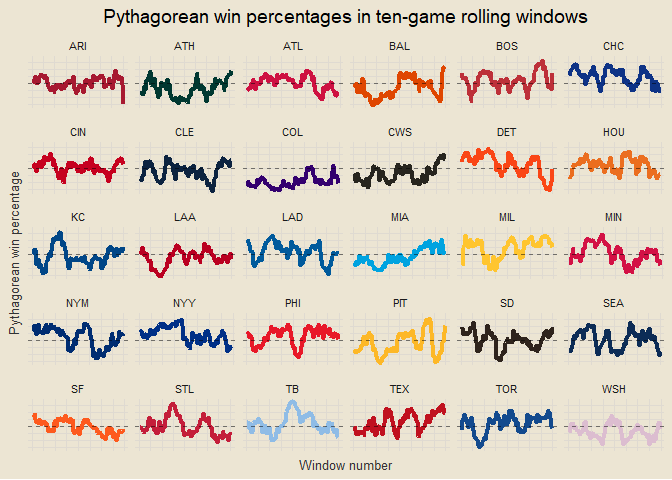 Pythagorean win percentages in ten-game rolling windows
ARI ATH ATL BAL BOS CHC
CIN CLE COL CWS DET HOU
KC LAA LAD MIA MIL MIN
NYM NYY PHI PIT SD SEA
SF STL TB TEX TOR WSH
Pythagorean win percentage
Window number